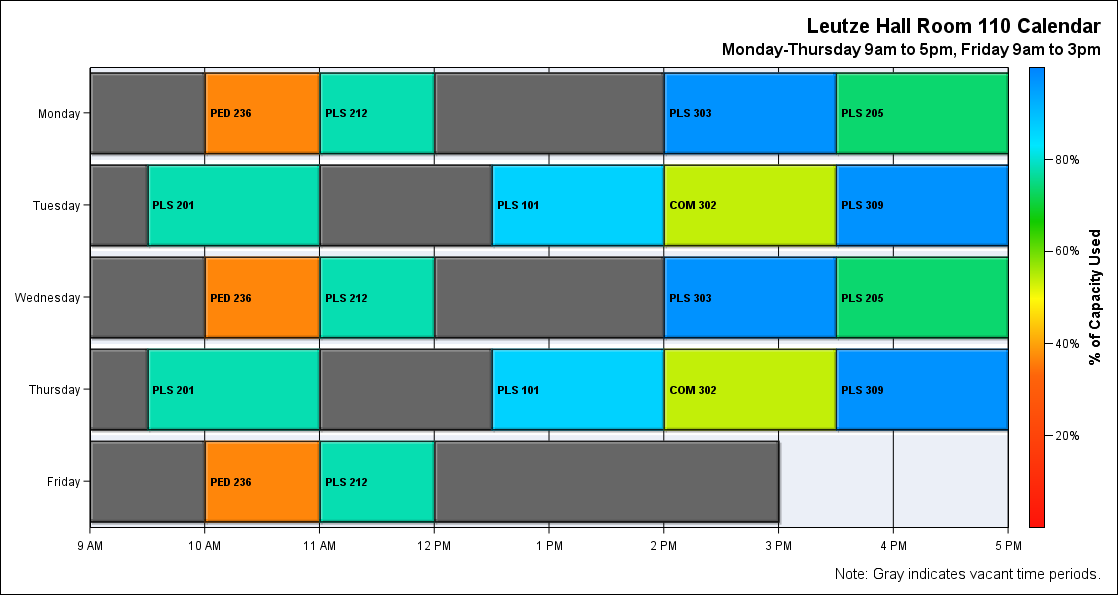 Leutze Hall Room 110 Calendar
Monday-Thursday 9am to 5pm, Friday 9am to 3pm
Monday
PED 236
PLS 212
PLS 303
PLS 205
Tuesday
PLS 201
PLS 101
COM 302
PLS 309
Wednesday
PED 236
PLS 212
PLS 303
PLS 205
Thursday
PLS 201
PLS 101
COM 302
PLS 309
Friday
PED 236
PLS 212
9 AM
10 AM
11 AM
12 PM
1 PM
2 PM
3 PM
4 PM
5 PM
80%
60%
40%
20%
% of Capacity Used
Note: Gray indicates vacant time periods.